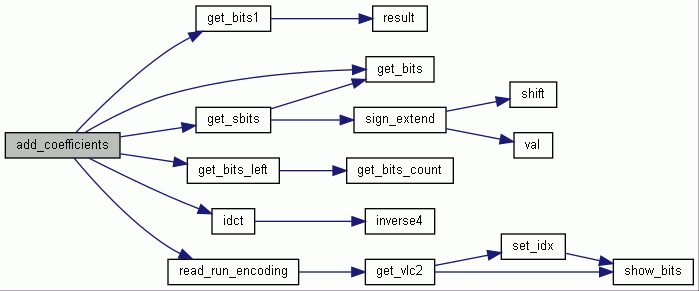 get_bits1
result
get_bits
shift
get_sbits
sign_extend
val
add_coefficients
get_bits_left
get_bits_count
idct
inverse4
set_idx
read_run_encoding
get_vlc2
show_bits